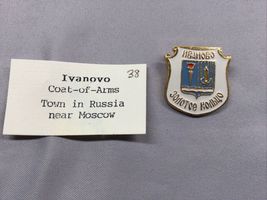 Ivanovo
38
Coat-of-Arms
Town in Russia
near Moscow
ИВАНОВО
ЗОЛОТОЕ КОЛЬЦО